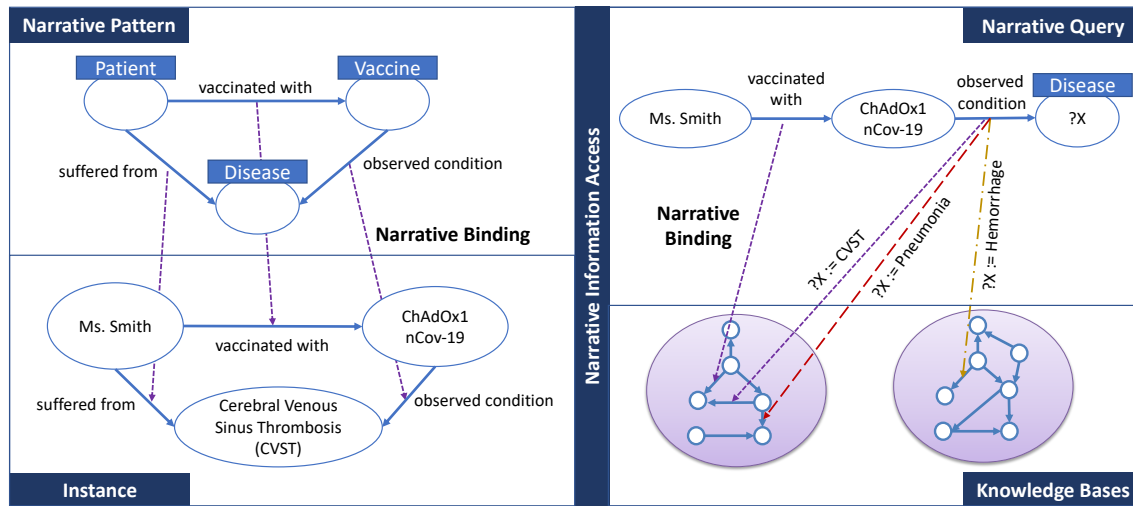 Narrative Pattern
Patient
Vaccine
vaccinated with
suffered from
Disease
observed condition
Narrative Binding
Ms. Smith
ChAdOx1
nCov-19
vaccinated with
suffered from
observed condition
Cerebral Venous
Sinus Thrombosis
(CVST)
Instance
Narrative Information Access
Narrative Query
vaccinated
with
observed
condition
Disease
Ms. Smith
ChAdOx1
nCov-19
?X
Narrative
Binding
?X := CVST
?X := Pneumonia
?X := Hemorrhage
Knowledge Bases